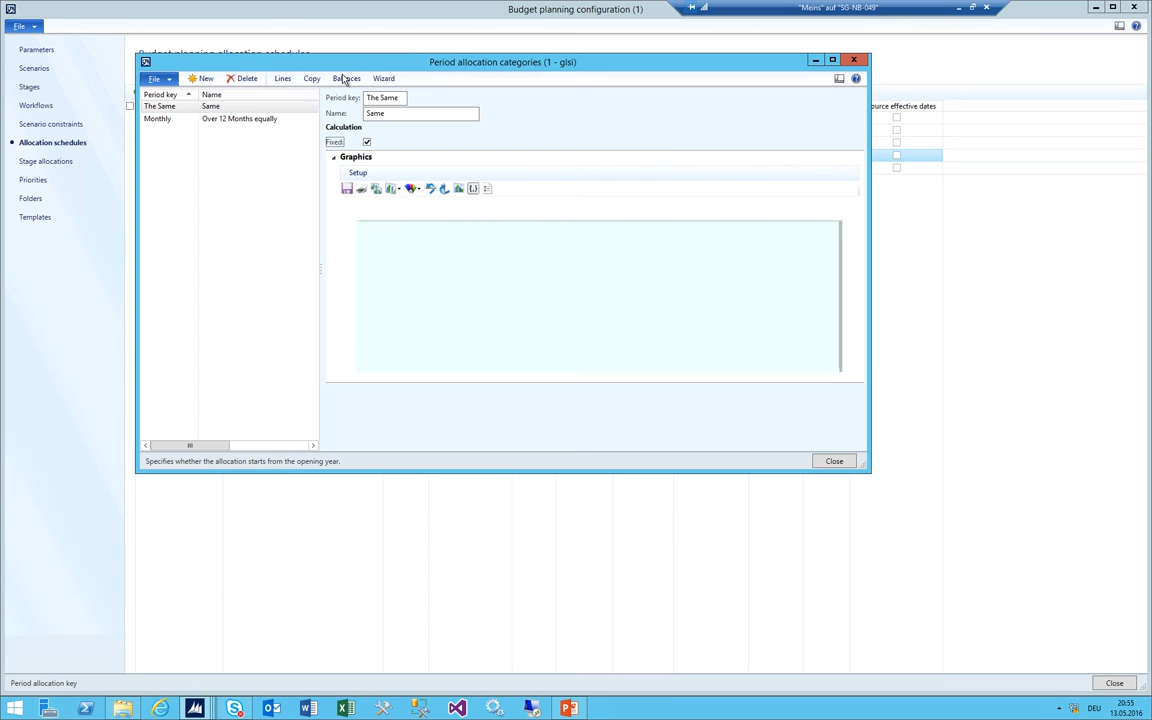 Budget planning configuration (1)
"Meins" auf "SG-NB-049"
File
Parameters
Scenarios
Stages
Workflows
Scenario constraints
Allocation schedules
Stage allocations
Priorities
Folders
Templates
Budget planning allocation schedules
Period allocation categories (1 - glsi)
File New Delete Lines Copy Balances Wizard
Period key Name
The Same Same
Monthly Over 12 Months equally
Period key: The Same
Name: Same
Calculation
Fixed:
Graphics
Setup
Specifies whether the allocation starts from the opening year.
Close
ource effective dates
Period allocation key
Close
DEU
20:55
13.05.2016